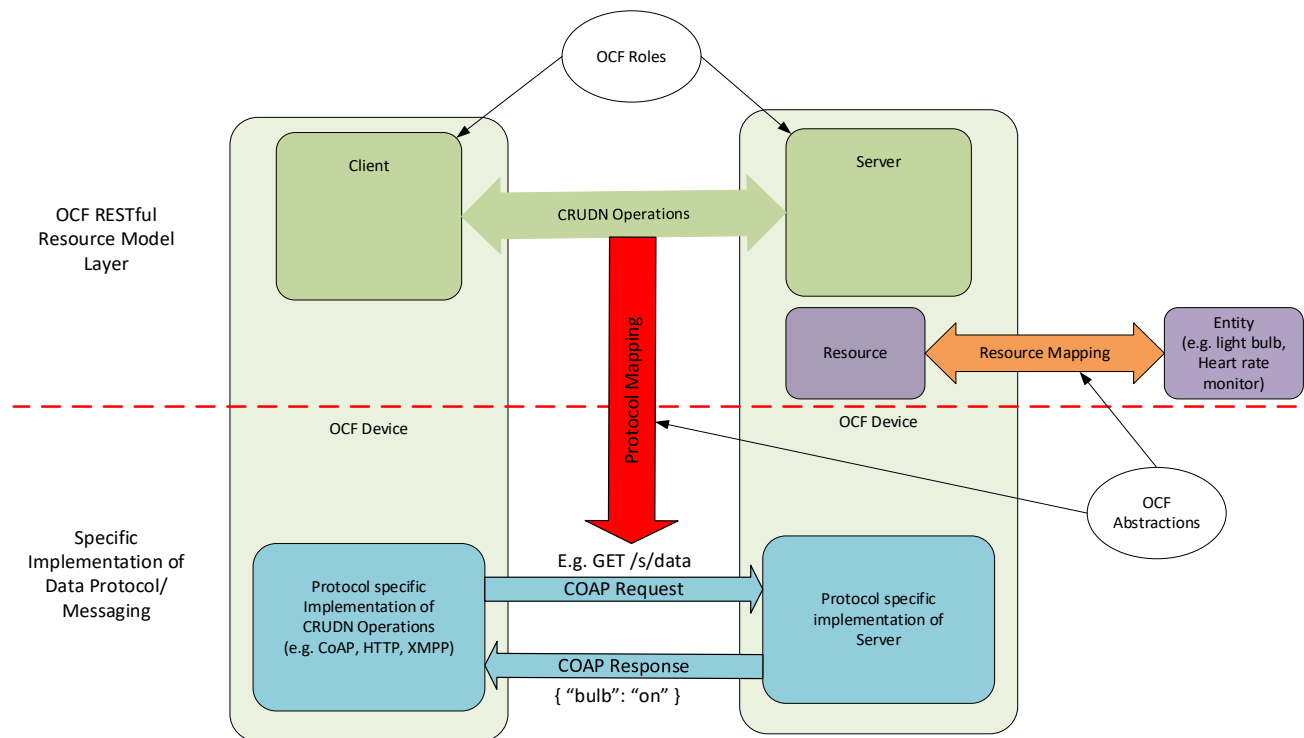 OCF Roles
Client
Server
OCF RESTful
Resource Model
Layer
CRUDN Operations
Protocol Mapping
Resource
Resource Mapping
Entity
(e.g. light bulb,
Heart rate
monitor)
OCF Device
OCF Device
OCF
Abstractions
Specific
Implementation of
Data Protocol/
Messaging
E.g. GET /s/data
Protocol specific
Implementation of
CRUDN Operations
(e.g. CoAP, HTTP, XMPP)
COAP Request
Protocol specific
implementation of
Server
COAP Response
{ “bulb”: “on” }